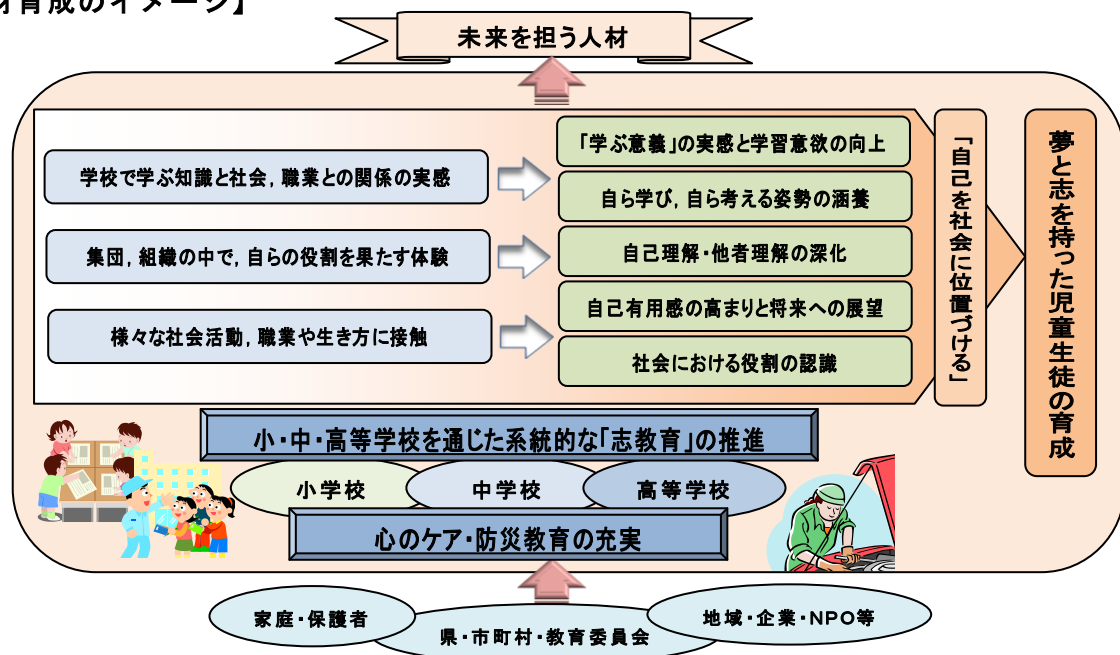 材育成のイメージ】
未来を担う人材
学校で学ぶ知識と社会，職業との関係の実感
集団，組織の中で，自らの役割を果たす体験
様々な社会活動，職業や生き方に接触
「学ぶ意義」の実感と学習意欲の向上
自ら学び，自ら考える姿勢の涵養
自己理解・他者理解の深化
自己有用感の高まりと将来への展望
社会における役割の認識
「自己を社会に位置づける」
夢と志を持った児童生徒の育成
小・中・高等学校を通じた系統的な「志教育」の推進
小学校
中学校
高等学校
心のケア・防災教育の充実
家庭・保護者
県・市町村・教育委員会
地域・企業・NPO等